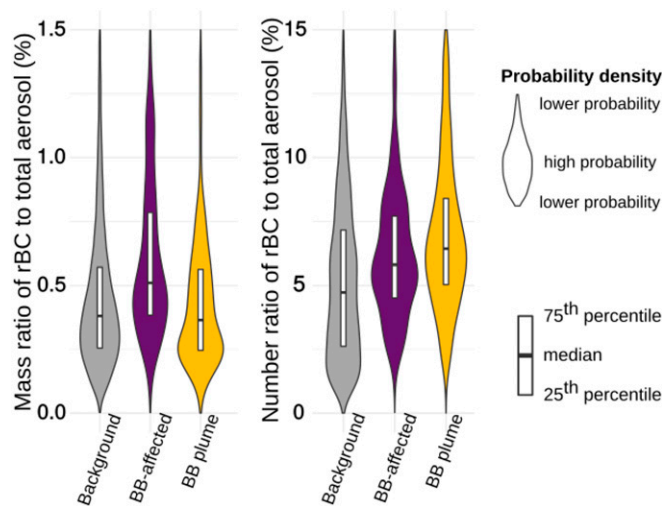 Mass ratio of rBC to total aerosol (%)
1.5
1.0
0.5
0.0
Background
BB-affected
BB plume
Number ratio of rBC to total aerosol (%)
15
10
5
0
Background
BB-affected
BB plume
Probability density
lower probability
high probability
lower probability
75th percentile
median
25th percentile